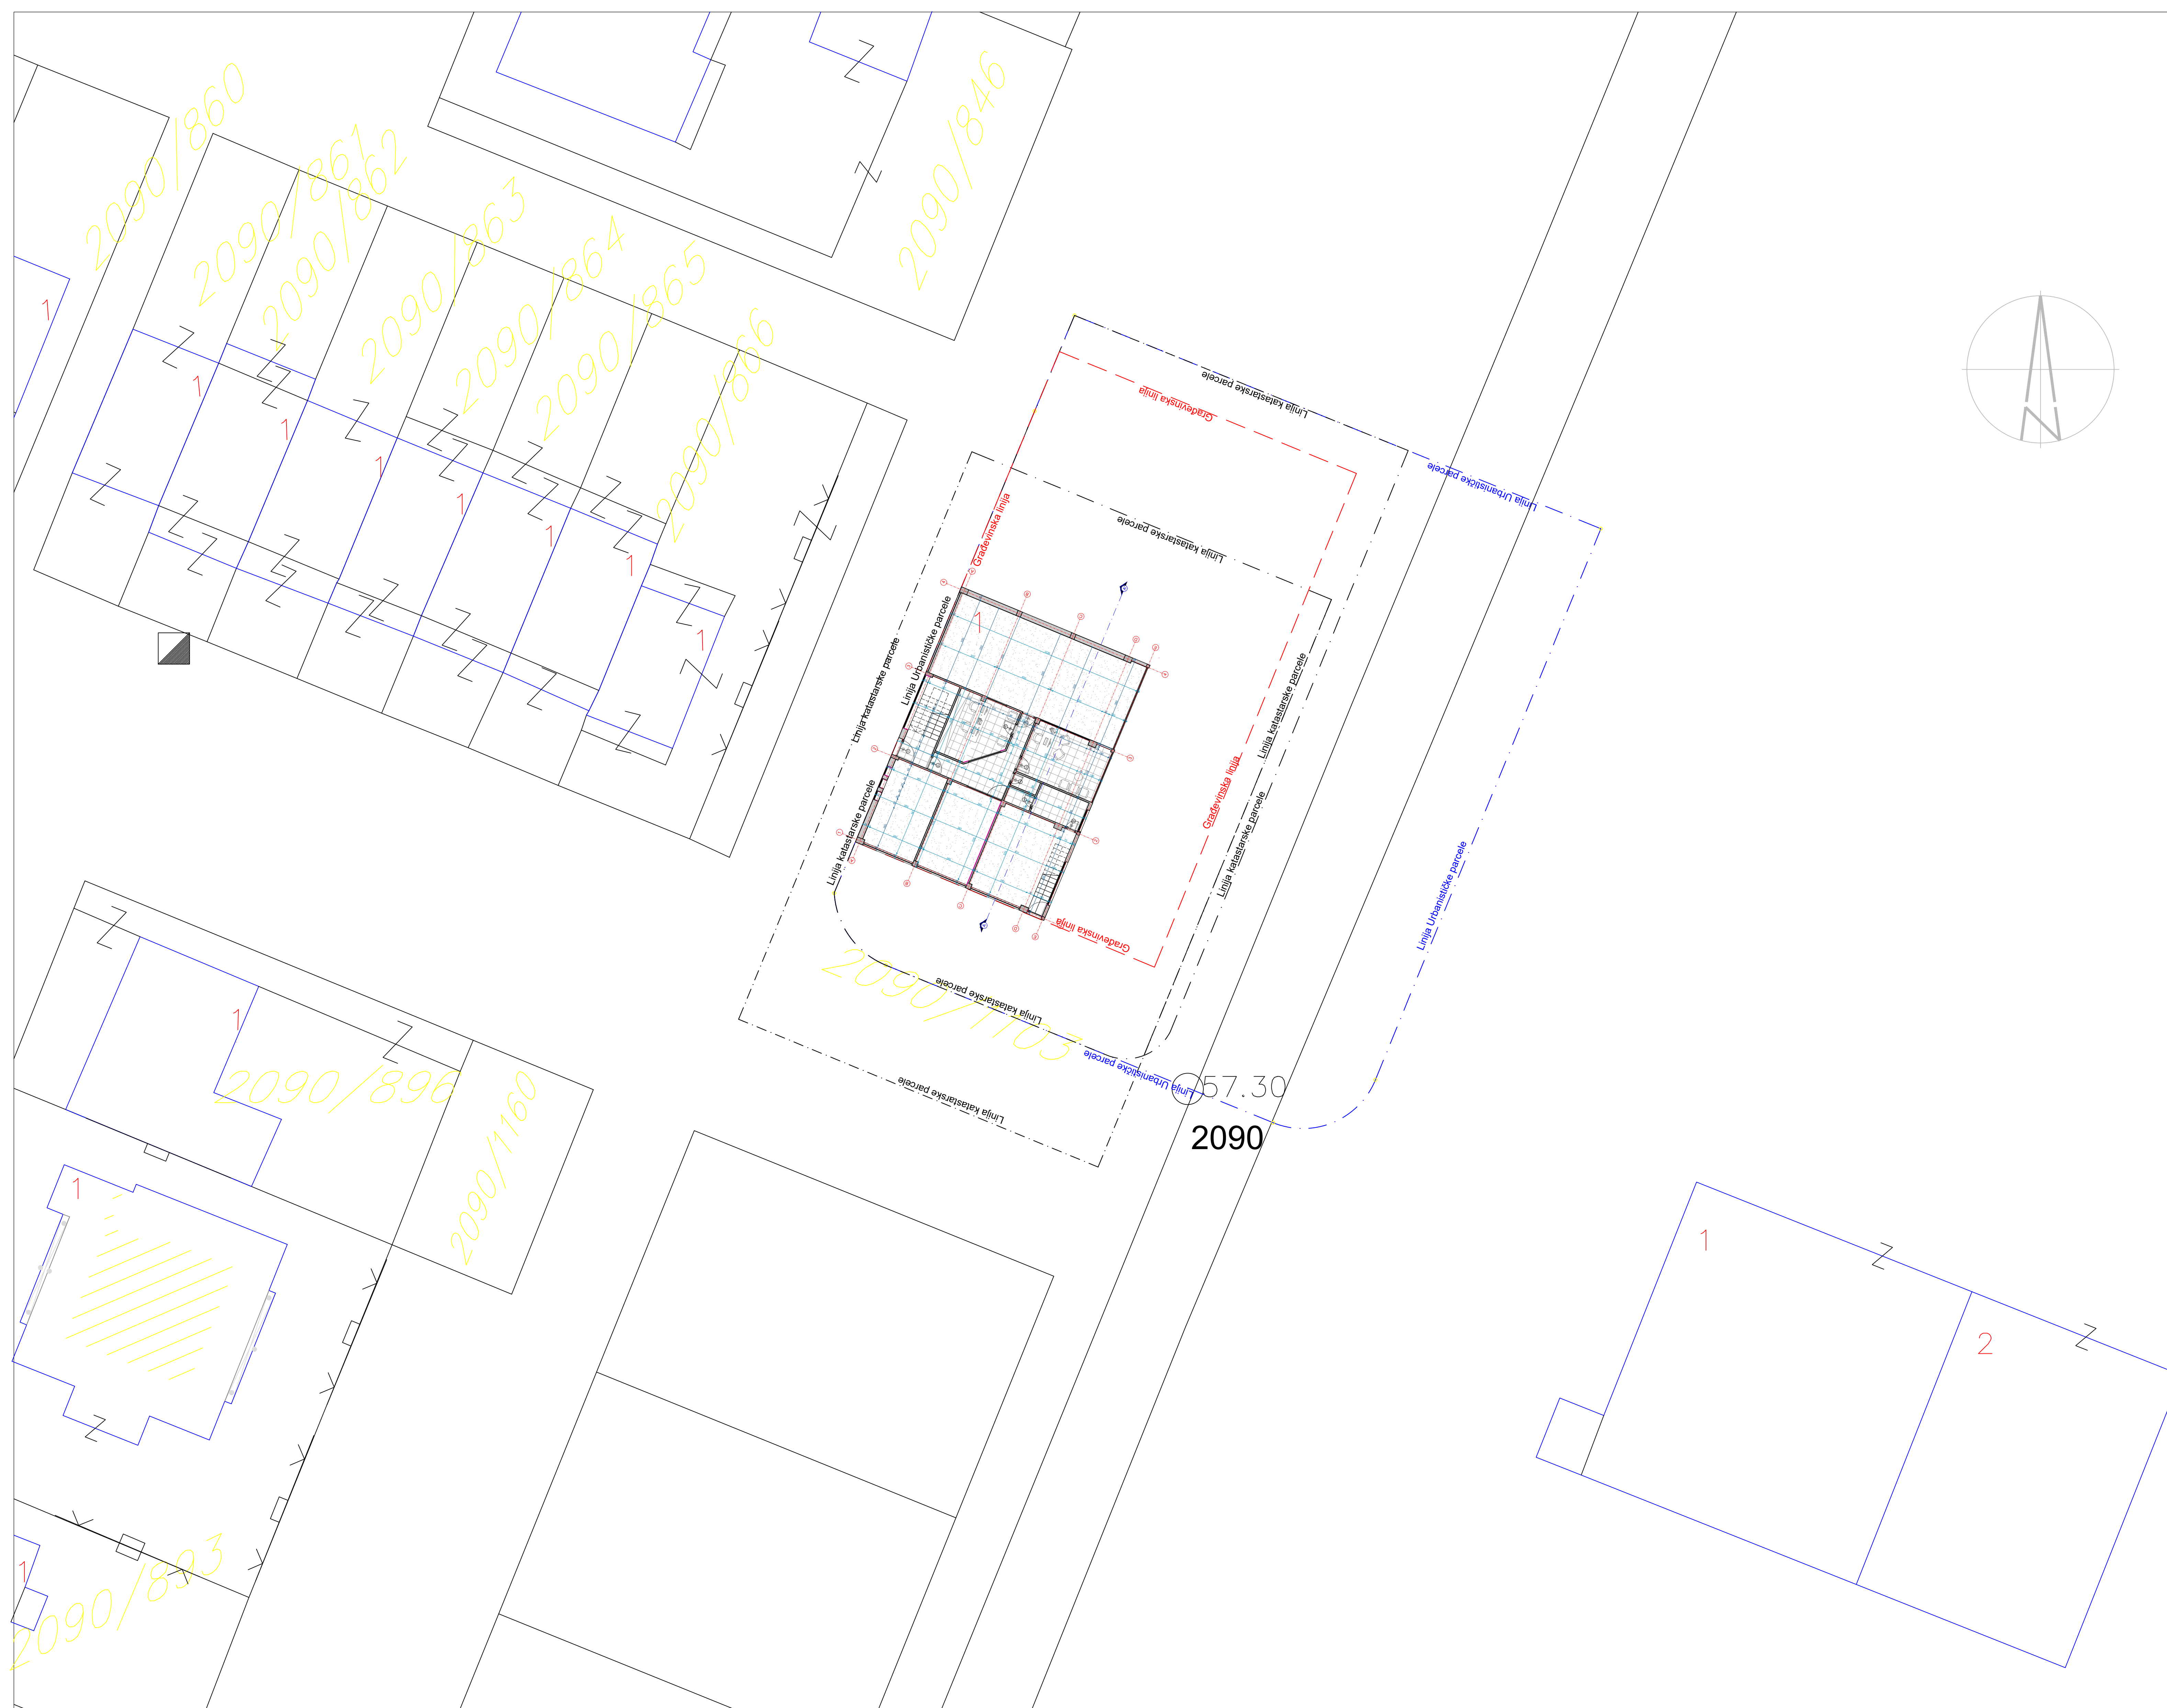 2090/860
2090/861
2090/862
2090/863
2090/864
2090/865
2090/866
2090/846
1
1
1
1
1
1
1
1
N
Linija katastarske parcele
Građevinska linija
Linija Urbanističke parcele
Građevinska linija
Linija katastarske parcele
1
Linija Urbanističke parcele
Linija katastarske parcele
Linija katastarske parcele
Građevinska linija
Linija katastarske parcele
Linija katastarske parcele
Linija Urbanističke parcele
Građevinska linija
2090/1103
Linija katastarske parcele
Linija Urbanističke parcele
Linija katastarske parcele
57.30
2090
1
2090/896
2090/1160
1
1
2
1
2090/893